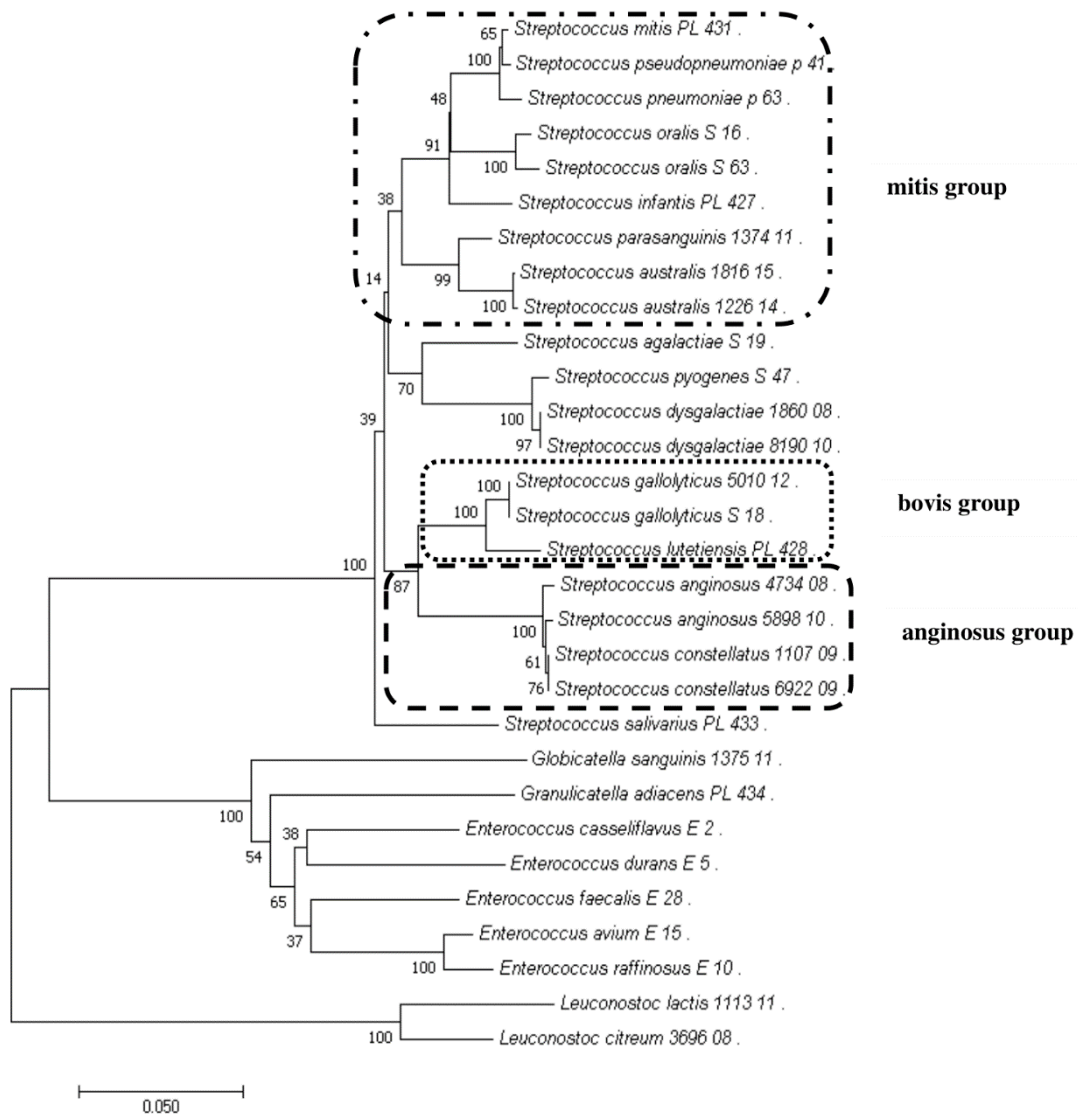 65
Streptococcus mitis PL 431 .
100
Streptococcus pseudopneumoniae p 41
Streptococcus pneumoniae p 63 .
48
Streptococcus oralis S 16 .
91
100
Streptococcus oralis S 63 .
mitis group
38
Streptococcus infantis PL 427 .
Streptococcus parasanguinis 1374 11 .
14
99
Streptococcus australis 1816 15 .
100
Streptococcus australis 1226 14 .
Streptococcus agalactiae S 19 .
70
Streptococcus pyogenes S 47 .
39
100
Streptococcus dysgalactiae 1860 08 .
97
Streptococcus dysgalactiae 8190 10 .
100
Streptococcus gallolyticus 5010 12 .
bovis group
100
Streptococcus gallolyticus S 18 .
Streptococcus lutetiensis PL 428 .
100
87
Streptococcus anginosus 4734 08 .
Streptococcus anginosus 5898 10 .
anginosus group
100
61
Streptococcus constellatus 1107 09 .
76
Streptococcus constellatus 6922 09 .
Streptococcus salivarius PL 433 .
Globicatella sanguinis 1375 11 .
Granulicatella adiacens PL 434 .
100
38
Enterococcus casseliflavus E 2 .
54
Enterococcus durans E 5 .
65
Enterococcus faecalis E 28 .
37
Enterococcus avium E 15 .
100
Enterococcus raffinosus E 10 .
Leuconostoc lactis 1113 11 .
100
Leuconostoc citreum 3696 08 .
0.050